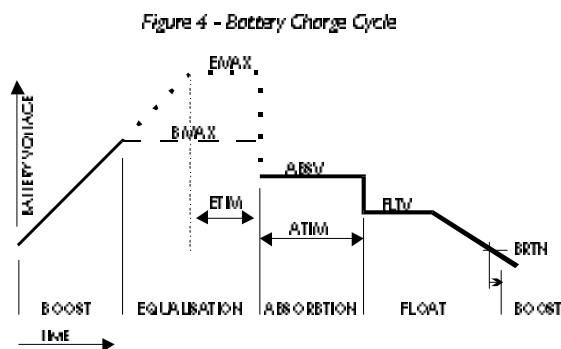 Figure 4 - Battery Charge Cycle
EMAX
BATTERY VOLTAGE
BMAX
ABSV
ETIM
FLTV
ATIM
BRTN
BOOST
EQUALISATION
ABSORBTION
FLOAT
BOOST
TIME